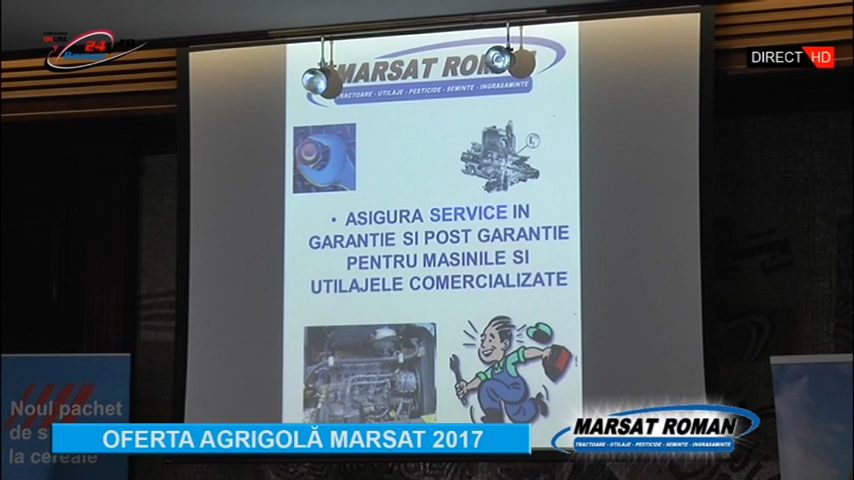 24
DIRECT HD
MARSAT ROMAN
TRACTOARE - UTILAJE - PESTICIDE - SEMINTE - INGRASAMINTE
• ASIGURA SERVICE IN
GARANTIE SI POST GARANTIE
PENTRU MASINILE SI
UTILAJELE COMERCIALIZATE
Noul pachet
de s
la cereale
OFERTA AGRIGOLĂ MARSAT 2017
MARSAT ROMAN
TRACTOARE - UTILAJE - PESTICIDE - SEMINTE - INGRASAMINTE